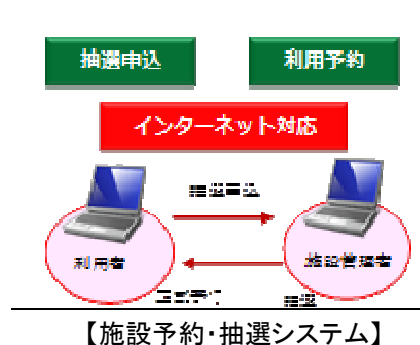 抽選申込
利用予約
インターネット対応
抽選申込
利用者
施設管理者
抽選
【施設予約・抽選システム】